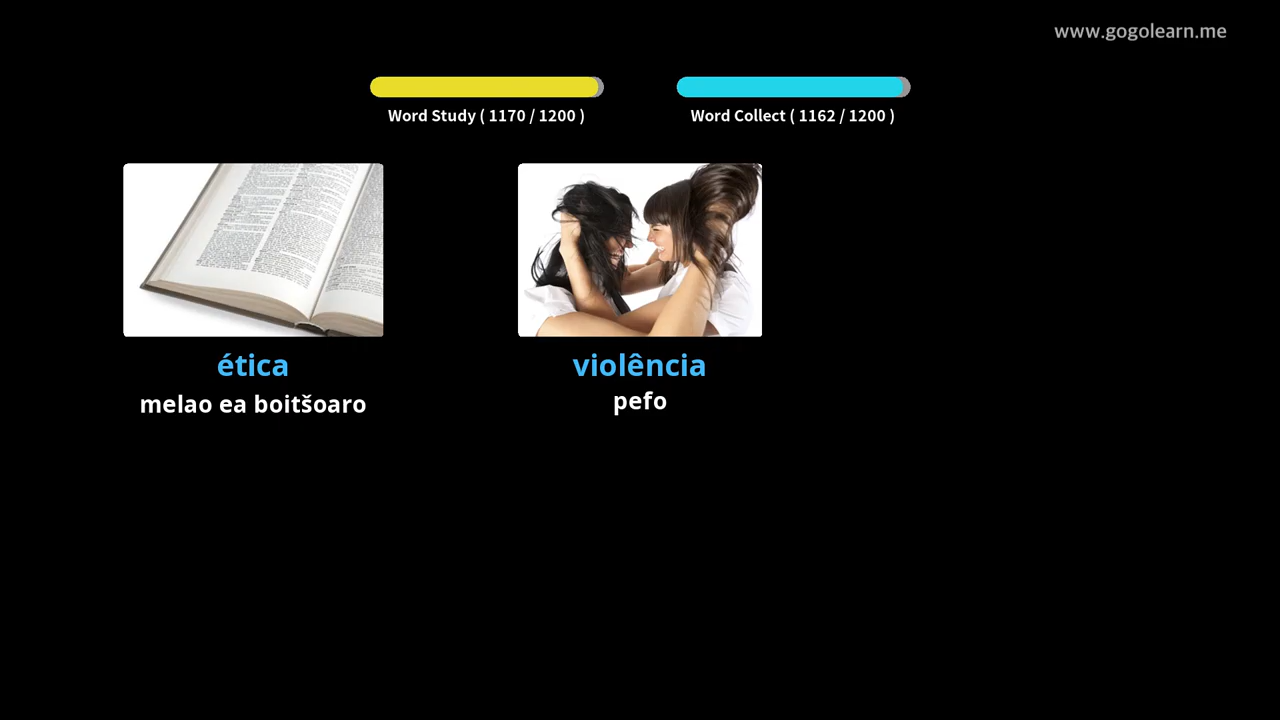 www.gogolearn.me
Word Study ( 1170 / 1200 )
Word Collect ( 1162 / 1200 )
ética
melao ea boitšoaro
violência
pefo